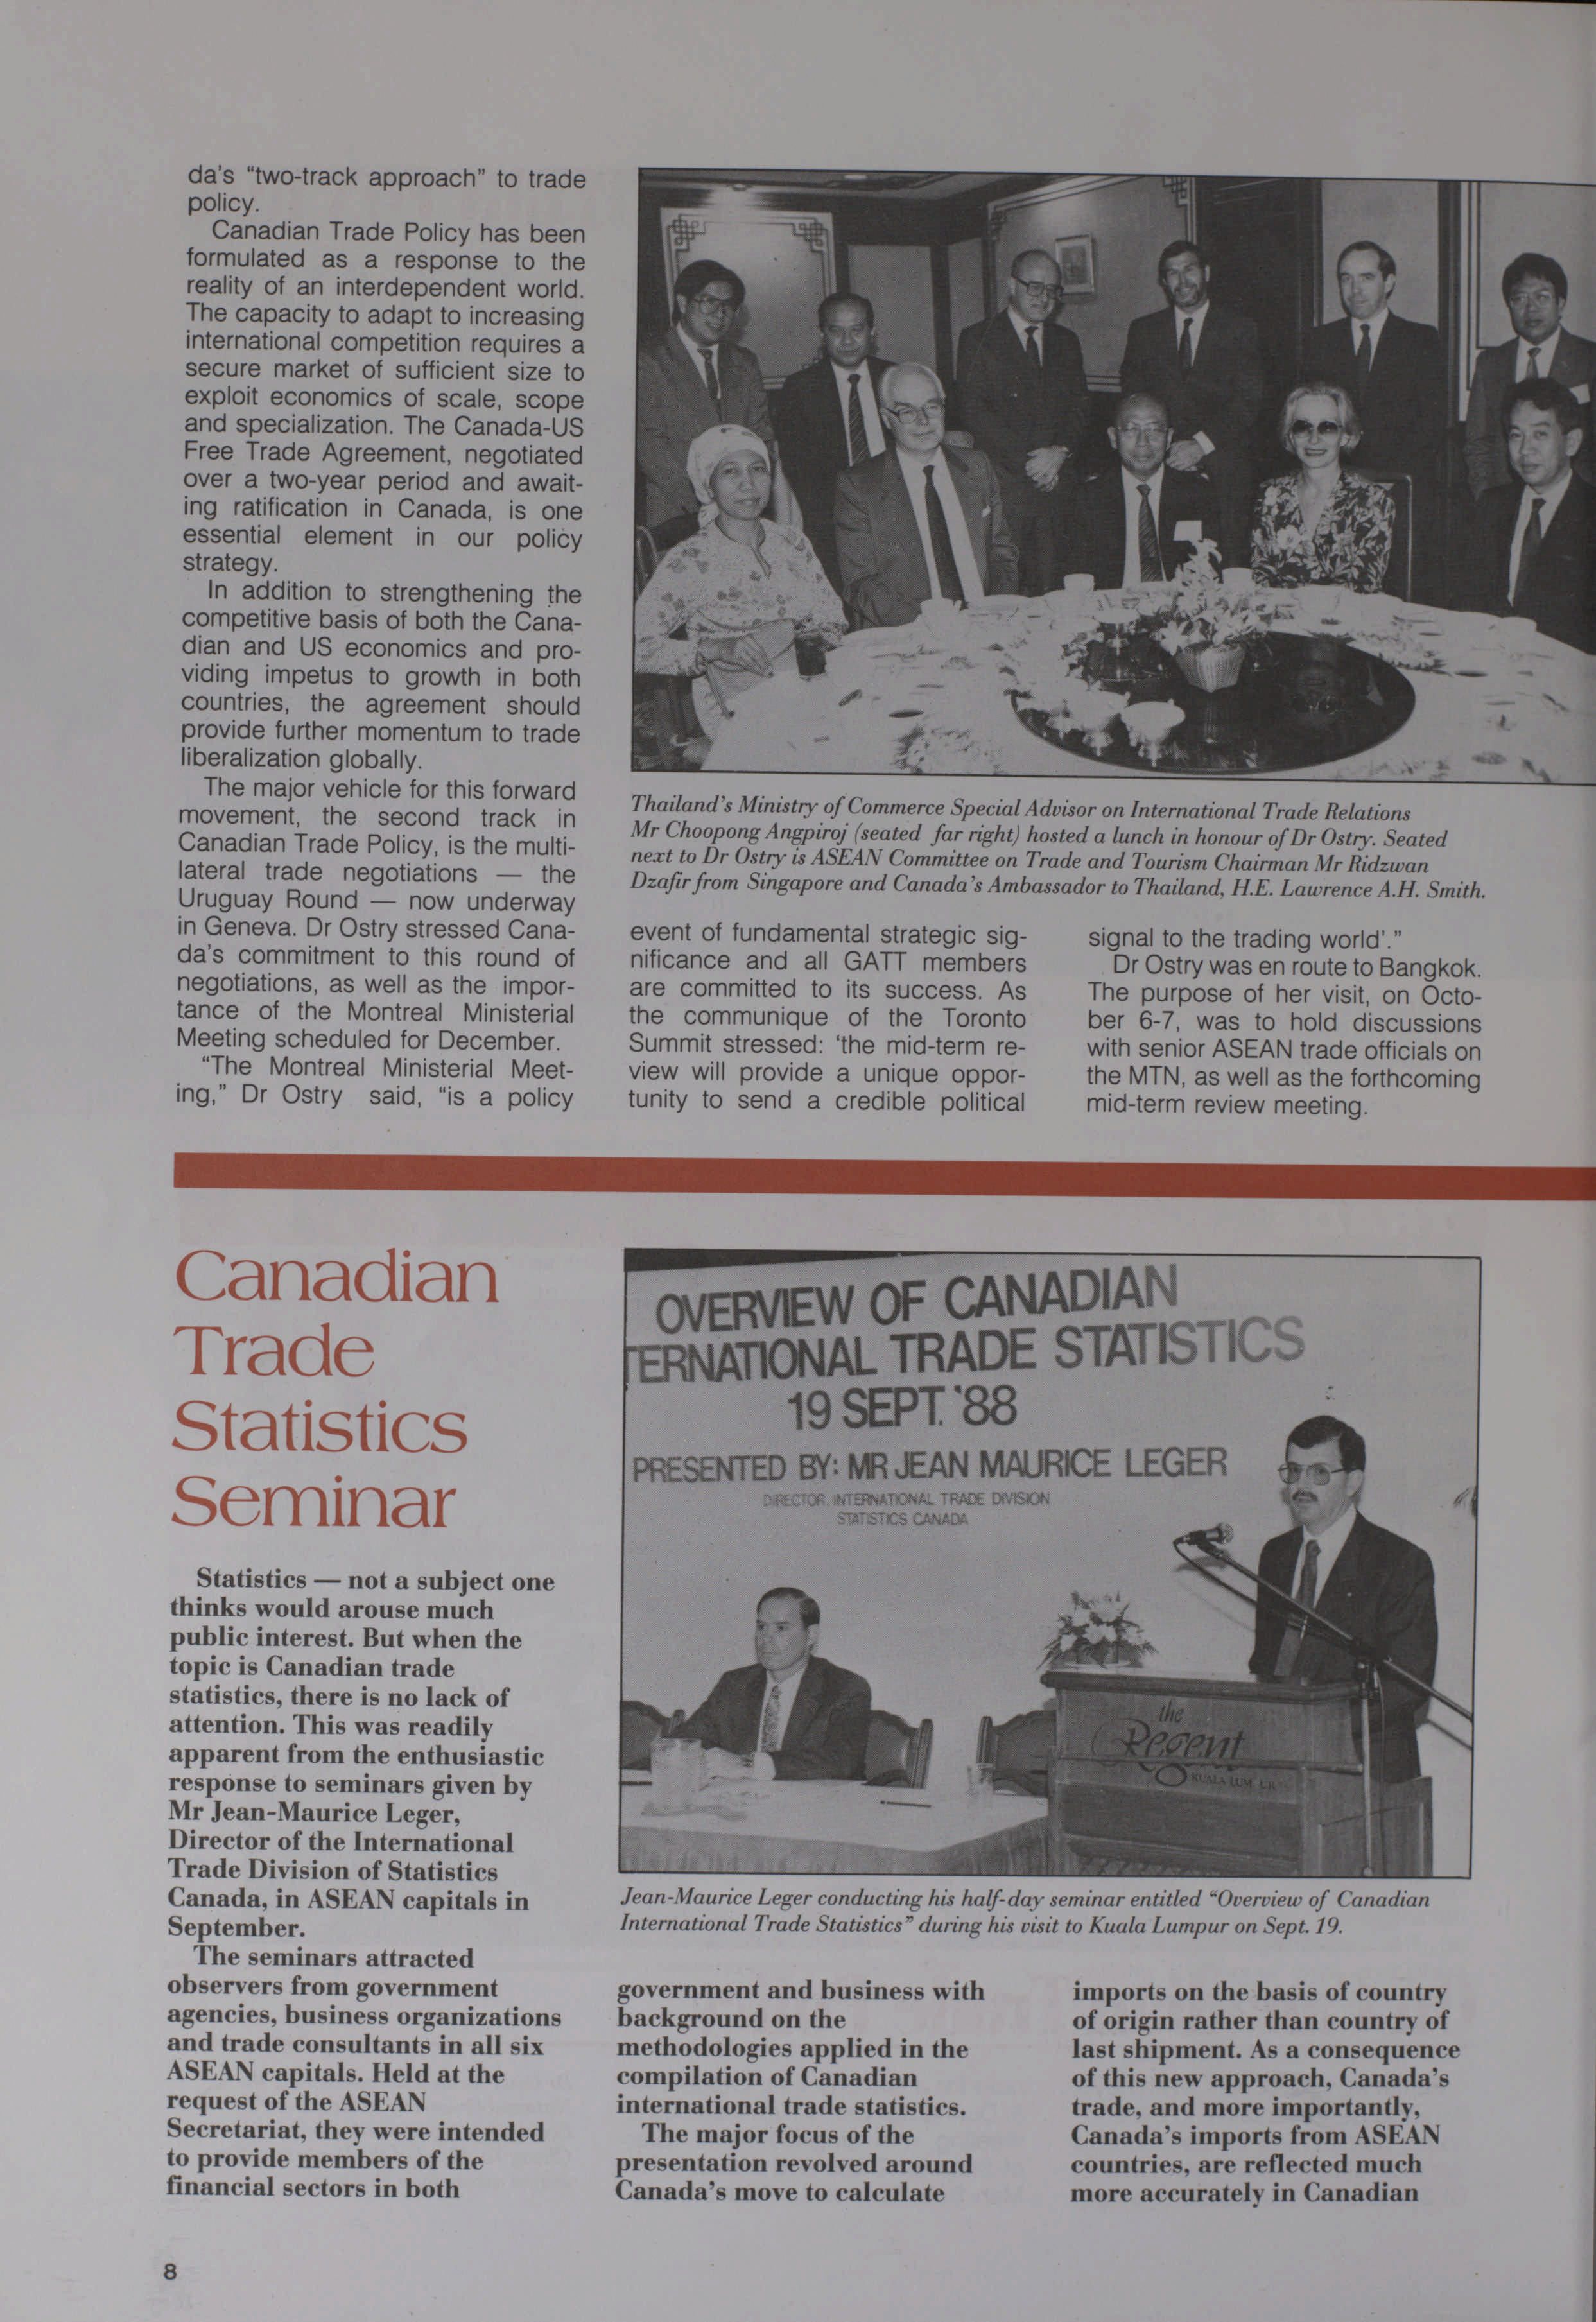 da's “two-track approach” to trade
policy.
Canadian Trade Policy has been
formulated as a response to the
reality of an interdependent world.
The capacity to adapt to increasing
international competition requires a
secure market of sufficient size to
exploit economics of scale, scope
and specialization. The Canada-US
Free Trade Agreement, negotiated
over a two-year period and await-
ing ratification in Canada, is one
essential element in our policy
strategy.
In addition to strengthening the
competitive basis of both the Cana-
dian and US economics and pro-
viding impetus to growth in both
countries, the agreement should
provide further momentum to trade
liberalization globally.
The major vehicle for this forward
movement, the second track in
Canadian Trade Policy, is the multi-
lateral trade negotiations — the
Uruguay Round — now underway
in Geneva. Dr Ostry stressed Cana-
da's commitment to this round of
negotiations, as well as the impor-
tance of the Montreal Ministerial
Meeting scheduled for December.
“The Montreal Ministerial Meet-
ing,” Dr Ostry said, “is a policy
Thailand's Ministry of Commerce Special Advisor on International Trade Relations
Mr Choopong Angpiroj (seated far right) hosted a lunch in honour of Dr Ostry. Seated
next to Dr Ostry is ASEAN Committee on Trade and Tourism Chairman Mr Ridzwan
Dzafir from Singapore and Canada's Ambassador to Thailand, H.E. Lawrence A.H. Smith.
event of fundamental strategic sig-
nificance and all GATT members
are committed to its success. As
the communique of the Toronto
Summit stressed: ‘the mid-term re-
view will provide a unique oppor-
tunity to send a credible political
signal to the trading world’.”
Dr Ostry was en route to Bangkok.
The purpose of her visit, on Octo-
ber 6-7, was to hold discussions
with senior ASEAN trade officials on
the MTN, as well as the forthcoming
mid-term review meeting.
Canadian
Trade
Statistics
Seminar
Statistics — not a subject one
thinks would arouse much
public interest. But when the
topic is Canadian trade
statistics, there is no lack of
attention. This was readily
apparent from the enthusiastic
response to seminars given by
Mr Jean-Maurice Leger,
Director of the International
Trade Division of Statistics
Canada, in ASEAN capitals in
September.
The seminars attracted
observers from government
agencies, business organizations
and trade consultants in all six
ASEAN capitals. Held at the
request of the ASEAN
Secretariat, they were intended
to provide members of the
financial sectors in both
OVERVIEW OF CANADIAN
TERNATIONAL TRADE STATISTICS
19 SEPT. '88
PRESENTED BY: MR JEAN MAURICE LEGER
DIRECTOR, INTERNATIONAL TRADE DIVISION
STATISTICS CANADA
the
Regent
KUALA LUMPUR
Jean-Maurice Leger conducting his half-day seminar entitled “Overview of Canadian
International Trade Statistics” during his visit to Kuala Lumpur on Sept. 19.
government and business with
background on the
methodologies applied in the
compilation of Canadian
international trade statistics.
The major focus of the
presentation revolved around
Canada's move to calculate
imports on the basis of country
of origin rather than country of
last shipment. As a consequence
of this new approach, Canada's
trade, and more importantly,
Canada's imports from ASEAN
countries, are reflected much
more accurately in Canadian
8